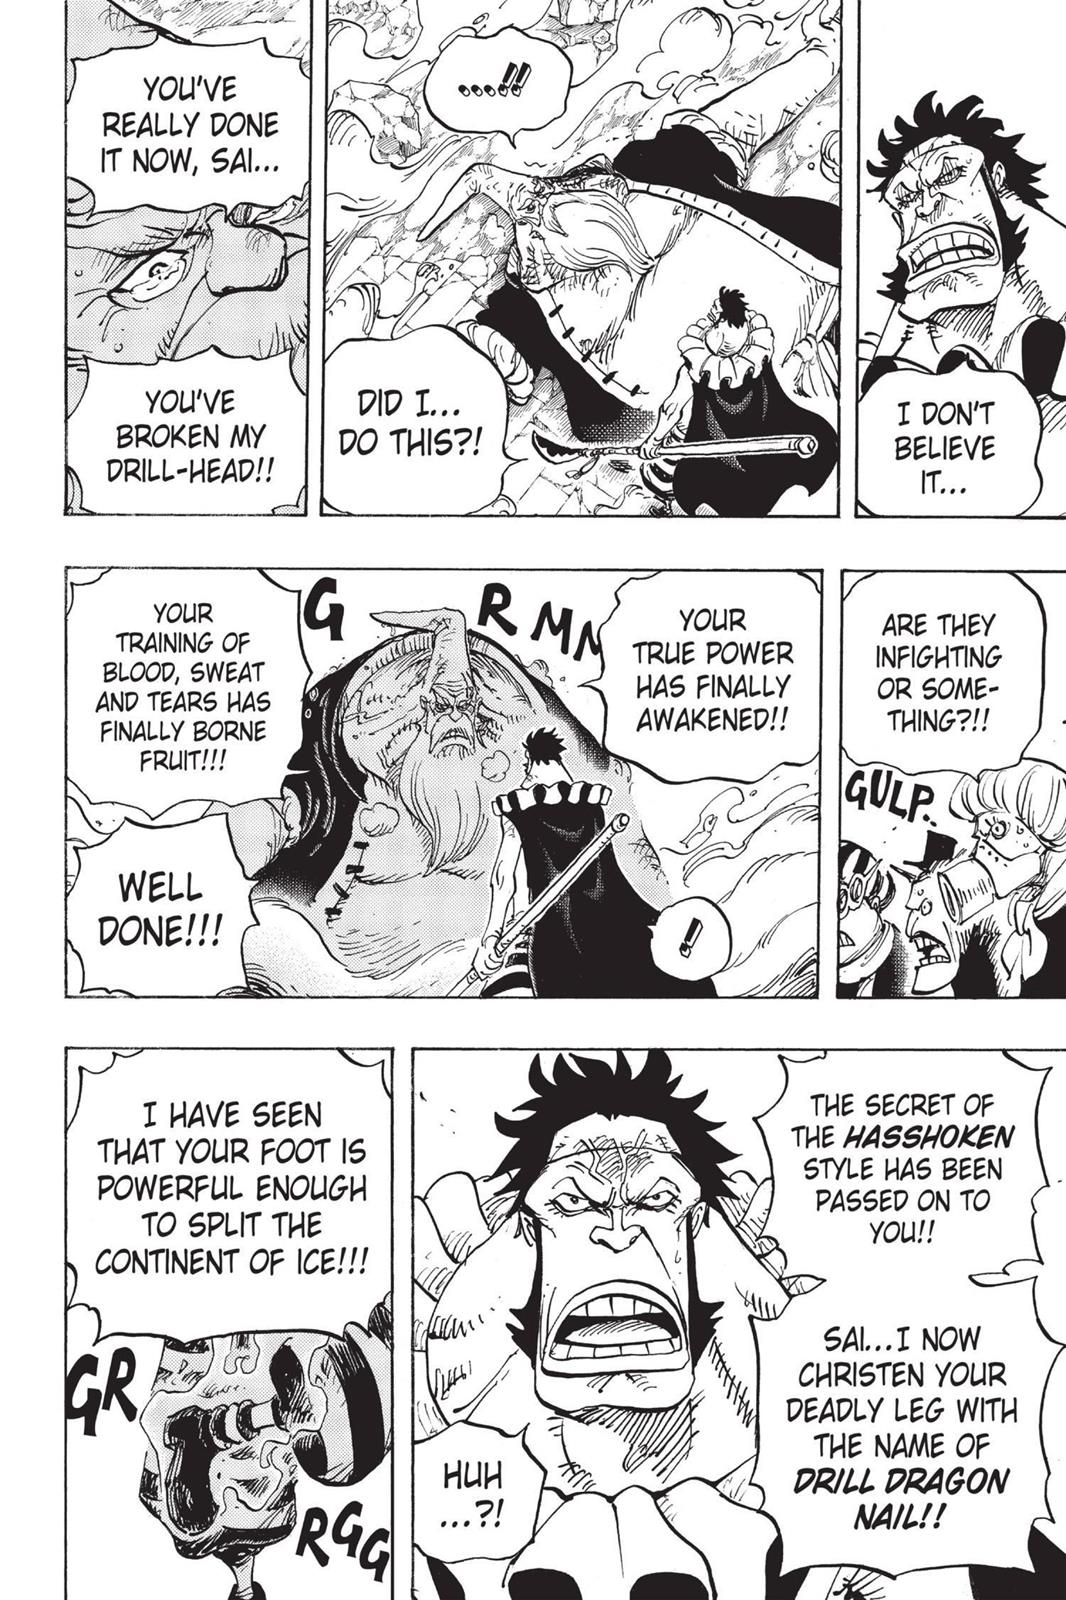 I DON'T
BELIEVE
IT...
....!!
DID I...
DO THIS?!
YOU'VE
REALLY DONE
IT NOW, SAI...
YOU'VE
BROKEN MY
DRILL-HEAD!!
ARE THEY
INFIGHTING
OR SOME-
THING?!!
GULP..
YOUR
TRUE POWER
HAS FINALLY
AWAKENED!!
GRMM
YOUR
TRAINING OF
BLOOD, SWEAT
AND TEARS HAS
FINALLY BORNE
FRUIT!!!
!
WELL
DONE!!!
THE SECRET OF
THE HASSHOKEN
STYLE HAS BEEN
PASSED ON TO
YOU!!
SAI...I NOW
CHRISTEN YOUR
DEADLY LEG WITH
THE NAME OF
DRILL DRAGON
NAIL!!
HUH
...?!
I HAVE SEEN
THAT YOUR FOOT IS
POWERFUL ENOUGH
TO SPLIT THE
CONTINENT OF ICE!!!
GR
RGG